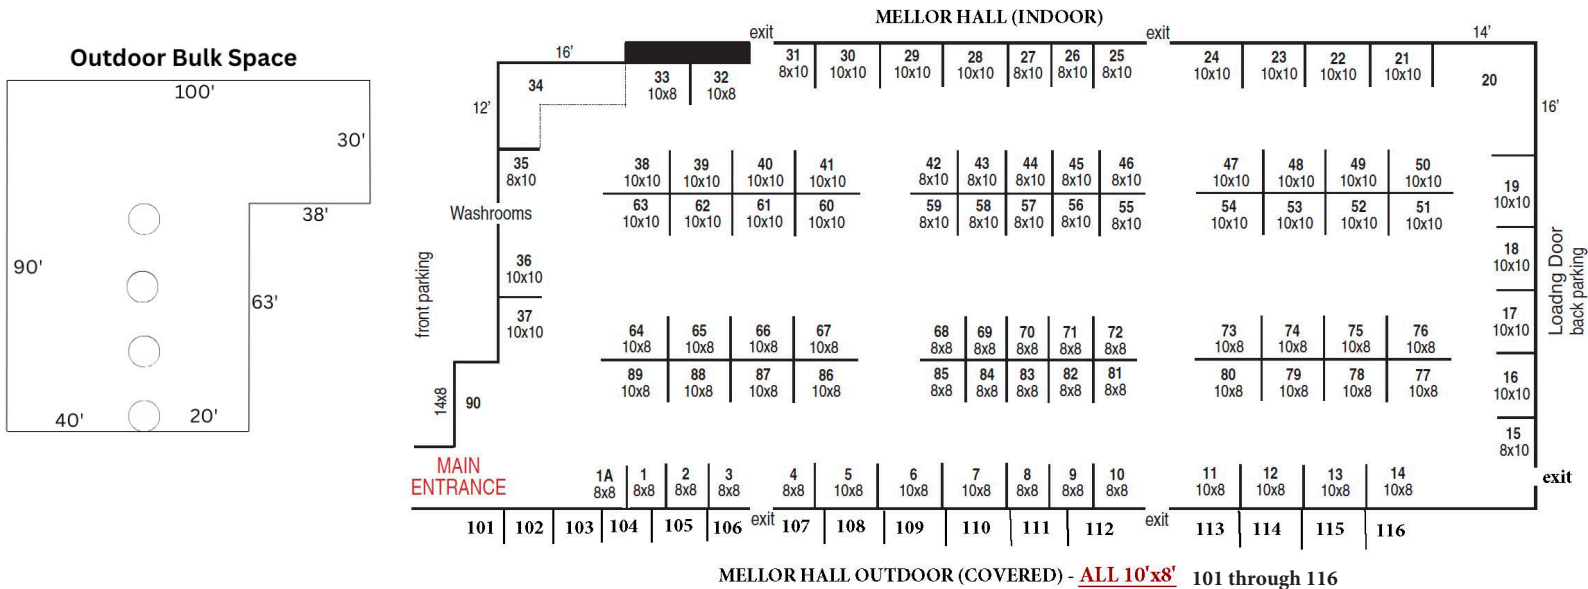 MELLOR HALL (INDOOR)
Outdoor Bulk Space
100'
30'
38'
90'
63'
40'
20'
exit
exit
14'
16'
12'
16'
34
33
10x8
32
10x8
31
8x10
30
10x10
29
10x10
28
10x10
27
8x10
26
8x10
25
8x10
24
10x10
23
10x10
22
10x10
21
10x10
20
35
8x10
Washrooms
36
10x10
37
10x10
front parking
14x8
90
38
10x10
39
10x10
40
10x10
41
10x10
63
10x10
62
10x10
61
10x10
60
10x10
42
8x10
43
8x10
44
8x10
45
8x10
46
8x10
59
8x10
58
8x10
57
8x10
56
8x10
55
8x10
47
10x10
48
10x10
49
10x10
50
10x10
54
10x10
53
10x10
52
10x10
51
10x10
19
10x10
18
10x10
17
10x10
16
10x10
15
8x10
Loadng Door
back parking
64
10x8
65
10x8
66
10x8
67
10x8
89
10x8
88
10x8
87
10x8
86
10x8
68
8x8
69
8x8
70
8x8
71
8x8
72
8x8
85
8x8
84
8x8
83
8x8
82
8x8
81
8x8
73
10x8
74
10x8
75
10x8
76
10x8
80
10x8
79
10x8
78
10x8
77
10x8
MAIN
ENTRANCE
1A
8x8
1
8x8
2
8x8
3
8x8
4
8x8
5
10x8
6
10x8
7
10x8
8
8x8
9
8x8
10
8x8
11
10x8
12
10x8
13
10x8
14
10x8
exit
101
102
103
104
105
106
exit
107
108
109
110
111
112
exit
113
114
115
116
MELLOR HALL OUTDOOR (COVERED) - ALL 10'x8' 101 through 116